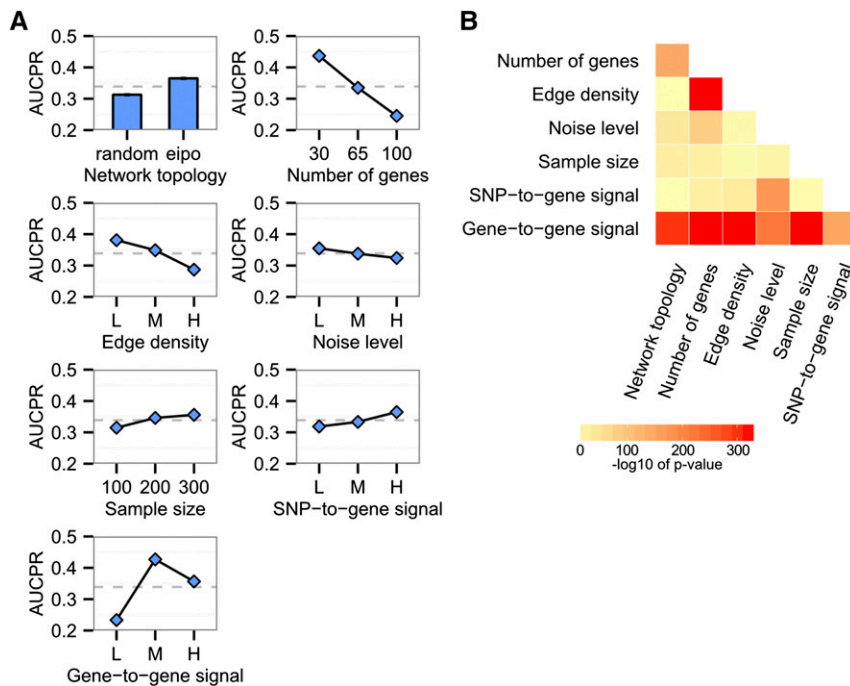 A
AUCPR
0.5
0.4
0.3
0.2
random eipo
Network topology
AUCPR
0.5
0.4
0.3
0.2
30 65 100
Number of genes
AUCPR
0.5
0.4
0.3
0.2
L M H
Edge density
AUCPR
0.5
0.4
0.3
0.2
L M H
Noise level
AUCPR
0.5
0.4
0.3
0.2
100 200 300
Sample size
AUCPR
0.5
0.4
0.3
0.2
L M H
SNP-to-gene signal
AUCPR
0.5
0.4
0.3
0.2
L M H
Gene-to-gene signal
B
Number of genes
Edge density
Noise level
Sample size
SNP-to-gene signal
Gene-to-gene signal
Network topology
Number of genes
Edge density
Noise level
Sample size
SNP-to-gene signal
0 100 200 300
-log10 of p-value